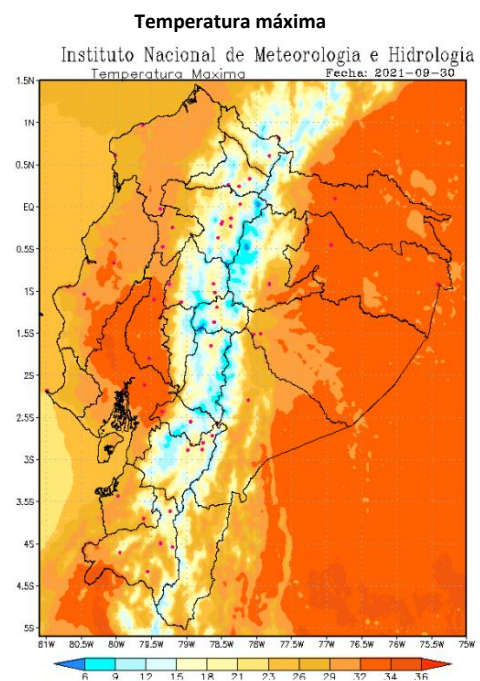 Temperatura máxima
Instituto Nacional de Meteorologia e Hidrologia
Temperatura Maxima Fecha: 2021-09-30
1.5N
1N
0.5N
EQ
0.5S
1S
1.5S
2S
2.5S
3S
3.5S
4S
4.5S
5S
81W 80.5W 80W 79.5W 79W 78.5W 78W 77.5W 77W 76.5W 76W 75.5W 75W
6 9 12 15 18 21 23 26 29 32 34 36